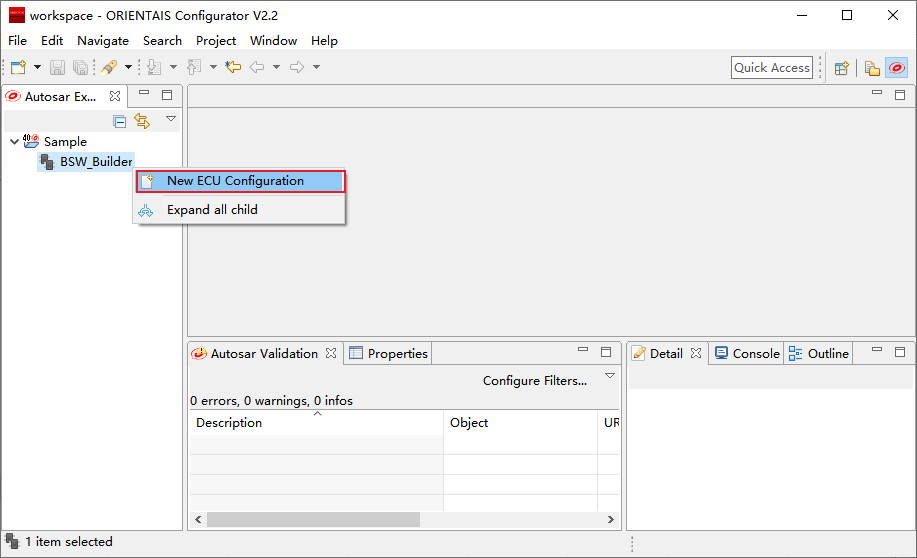 workspace - ORIENTAIS Configurator V2.2
File Edit Navigate Search Project Window Help
Quick Access
Autosar Ex...
Sample
BSW_Builder
New ECU Configuration
Expand all child
Autosar Validation Properties
Configure Filters...
0 errors, 0 warnings, 0 infos
Description Object UR
Detail Console Outline
1 item selected